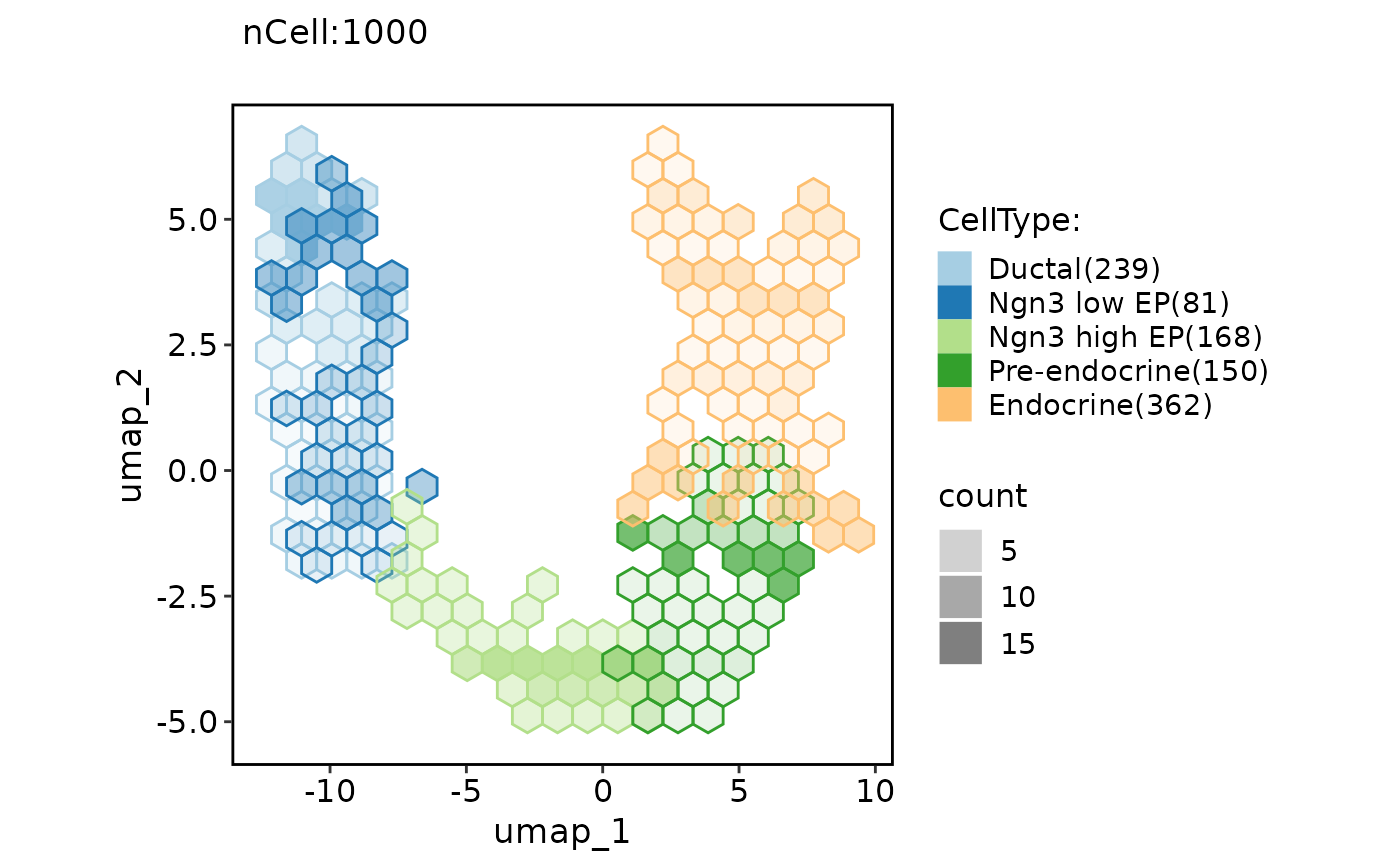 nCell:1000
umap_2
5.0
2.5
0.0
-2.5
-5.0
-10
-5
0
5
10
umap_1
CellType:
Ductal(239)
Ngn3 low EP(81)
Ngn3 high EP(168)
Pre-endocrine(150)
Endocrine(362)
count
5
10
15